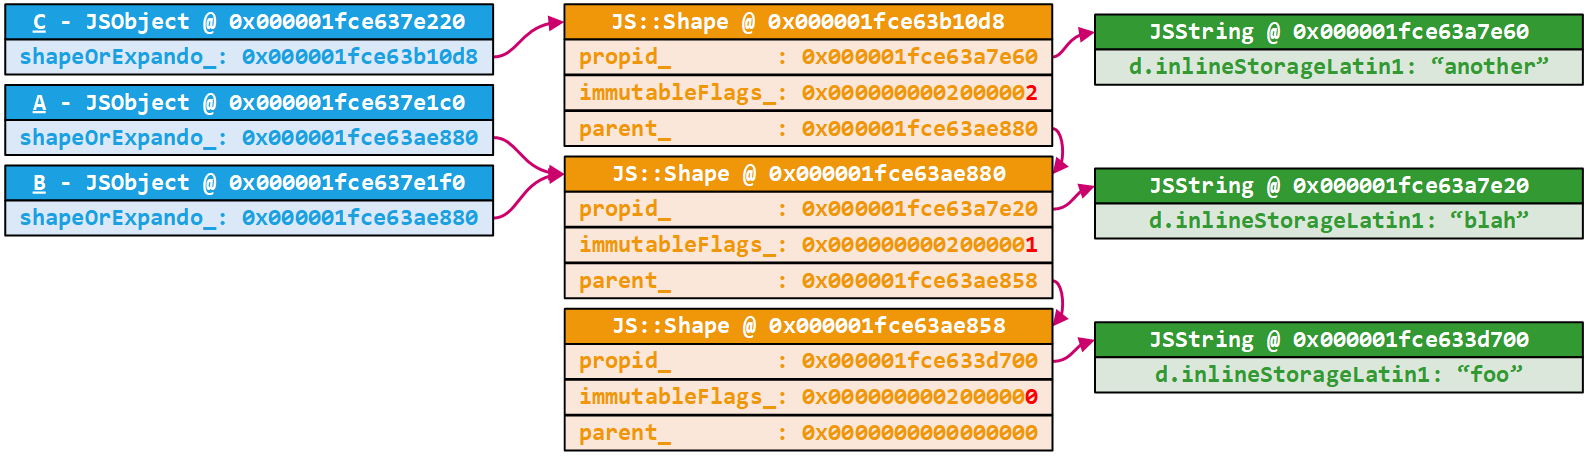 C - JSObject @ 0x000001fce637e220
shapeOrExpando_: 0x000001fce63b10d8
A - JSObject @ 0x000001fce637e1c0
shapeOrExpando_: 0x000001fce63ae880
B - JSObject @ 0x000001fce637e1f0
shapeOrExpando_: 0x000001fce63ae880
JS::Shape @ 0x000001fce63b10d8
propid_ : 0x000001fce63a7e60
immutableFlags_: 0x0000000002000002
parent_ : 0x000001fce63ae880
JS::Shape @ 0x000001fce63ae880
propid_ : 0x000001fce63a7e20
immutableFlags_: 0x0000000002000001
parent_ : 0x000001fce63ae858
JS::Shape @ 0x000001fce63ae858
propid_ : 0x000001fce633d700
immutableFlags_: 0x0000000002000000
parent_ : 0x0000000000000000
JSString @ 0x000001fce63a7e60
d.inlineStorageLatin1: “another”
JSString @ 0x000001fce63a7e20
d.inlineStorageLatin1: “blah”
JSString @ 0x000001fce633d700
d.inlineStorageLatin1: “foo”